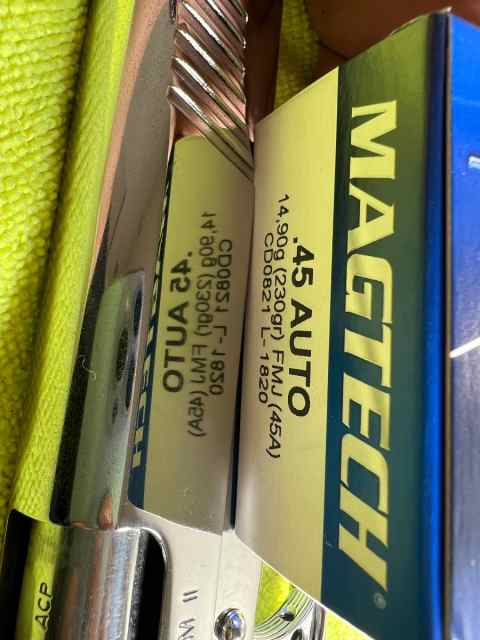 MAGTECH®
.45 AUTO
14,90g (230gr) FMJ (45A)
CD0821 L-1820
.45 AUTO
14,90g (230gr) FMJ (45A)
CD0821 L-1820
ACP